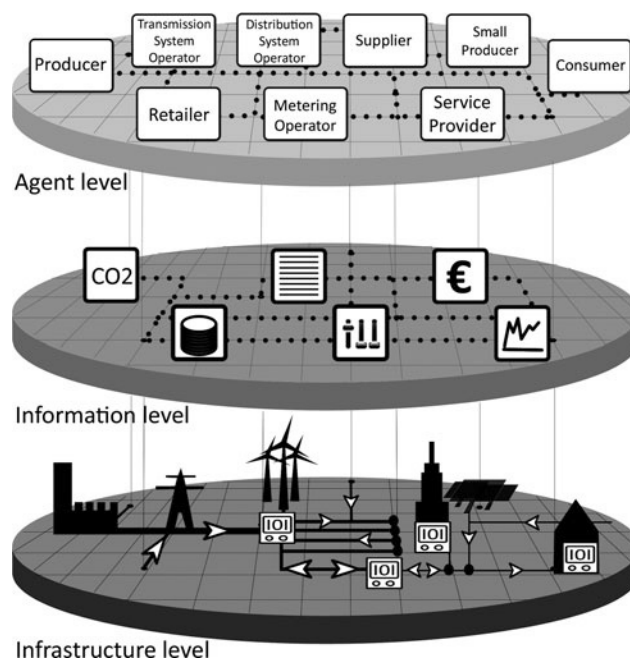 Transmission
System
Operator
Distribution
System
Operator
Supplier
Small
Producer
Producer
Consumer
Retailer
Metering
Operator
Service
Provider
Agent level
CO2
€
Information level
IOI
IOI
IOI
IOI
Infrastructure level